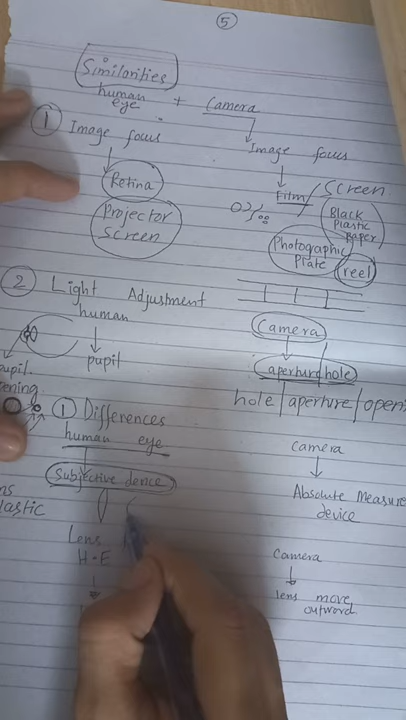 5
Similarities
human eye + Camera
1 Image focus
Image focus
Retina
Film/Screen
Projector Screen
Black Plastic Paper
Photographic Plate
reel
2 Light Adjustment
human
Camera
pupil
pupil.
aperture/hole
hole/aperture/open
1 Differences
human eye
Camera
Subjective device
Absolute Measure
device
Lens
H.E
Camera
lens move
outward